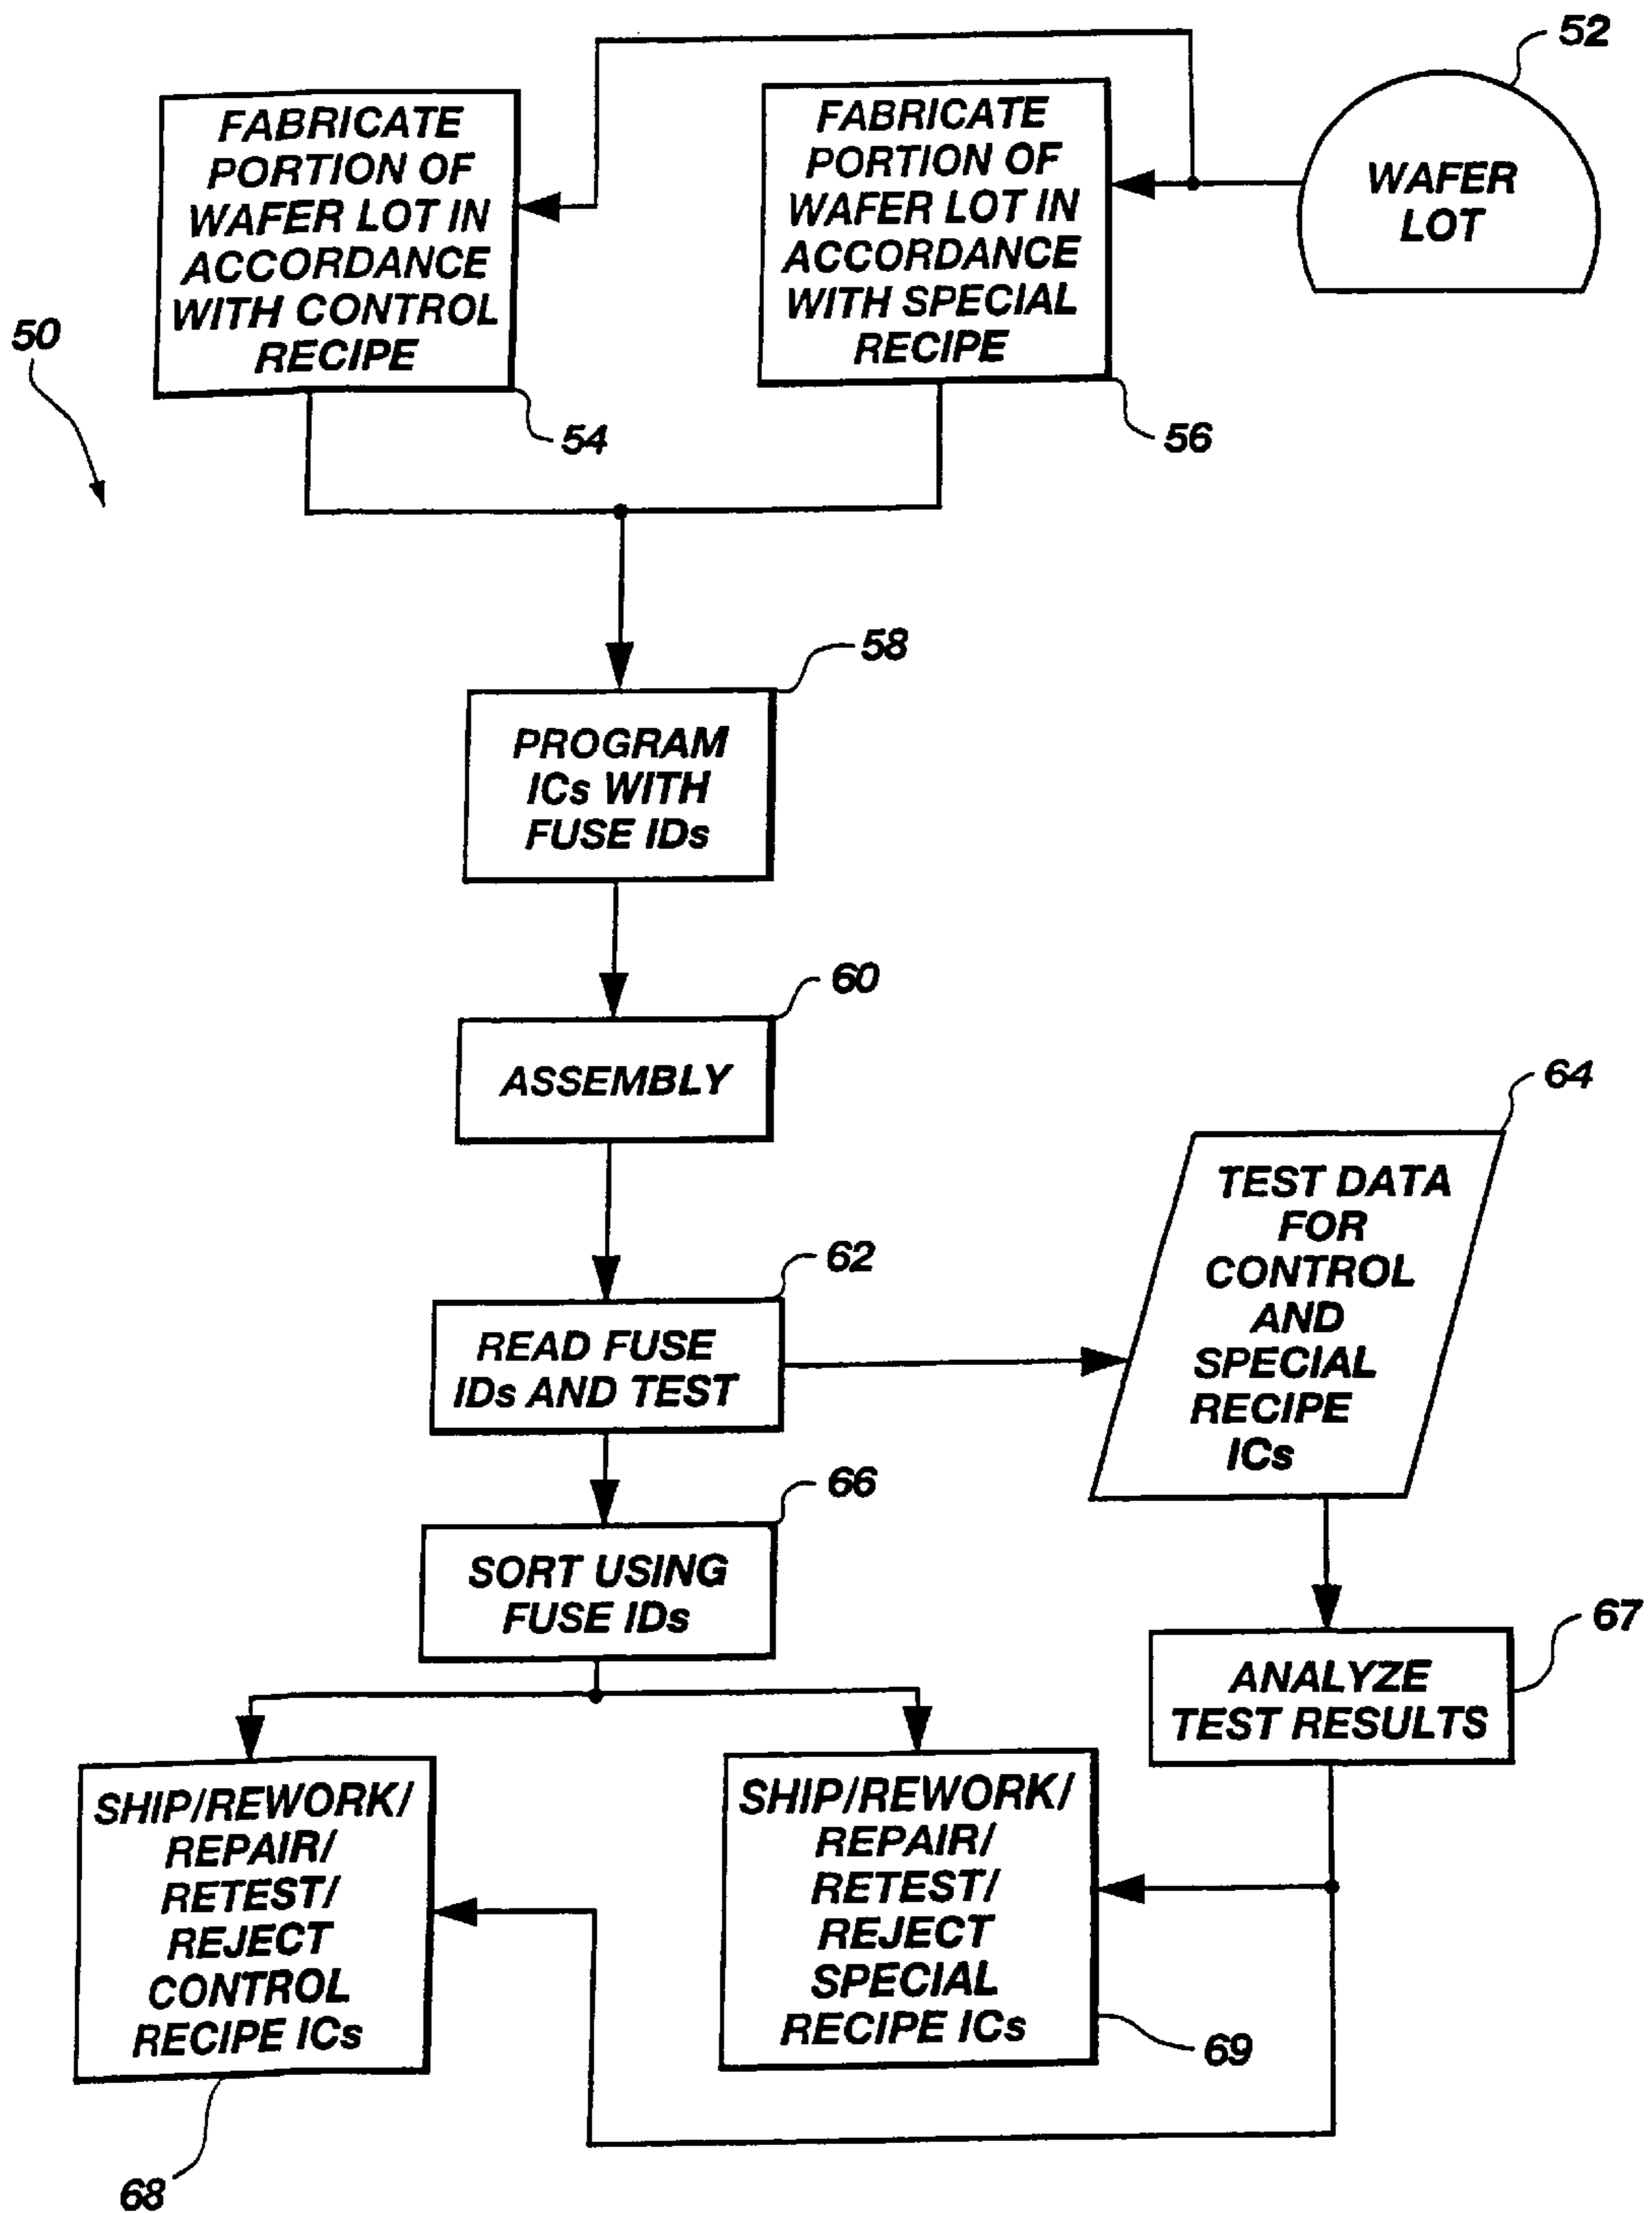 52
FABRICATE
PORTION OF
WAFER LOT IN
ACCORDANCE
WITH CONTROL
RECIPE
54
FABRICATE
PORTION OF
WAFER LOT IN
ACCORDANCE
WITH SPECIAL
RECIPE
56
WAFER
LOT
50
58
PROGRAM
ICs WITH
FUSE IDs
60
ASSEMBLY
62
READ FUSE
IDs AND TEST
64
TEST DATA
FOR
CONTROL
AND
SPECIAL
RECIPE
ICs
66
SORT USING
FUSE IDs
67
ANALYZE
TEST RESULTS
SHIP/REWORK/
REPAIR/
RETEST/
REJECT
CONTROL
RECIPE ICs
68
SHIP/REWORK/
REPAIR/
RETEST/
REJECT
SPECIAL
RECIPE ICs
69